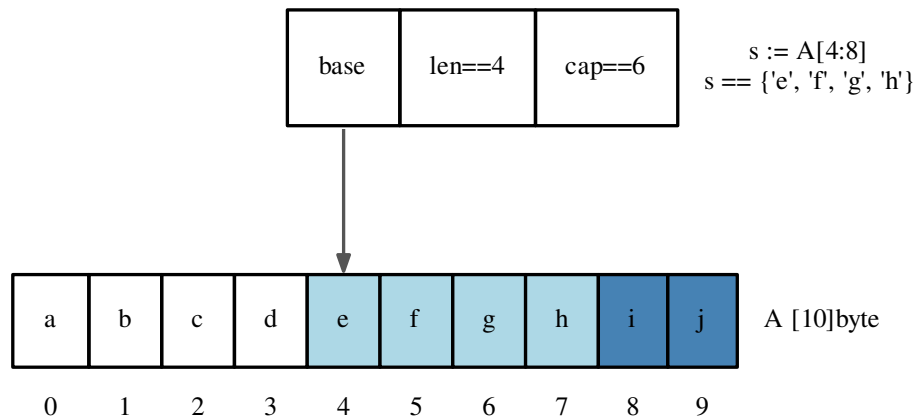 base len==4 cap==6
s := A[4:8]
s == {'e', 'f', 'g', 'h'}
a b c d e f g h i j
A [10]byte
0 1 2 3 4 5 6 7 8 9